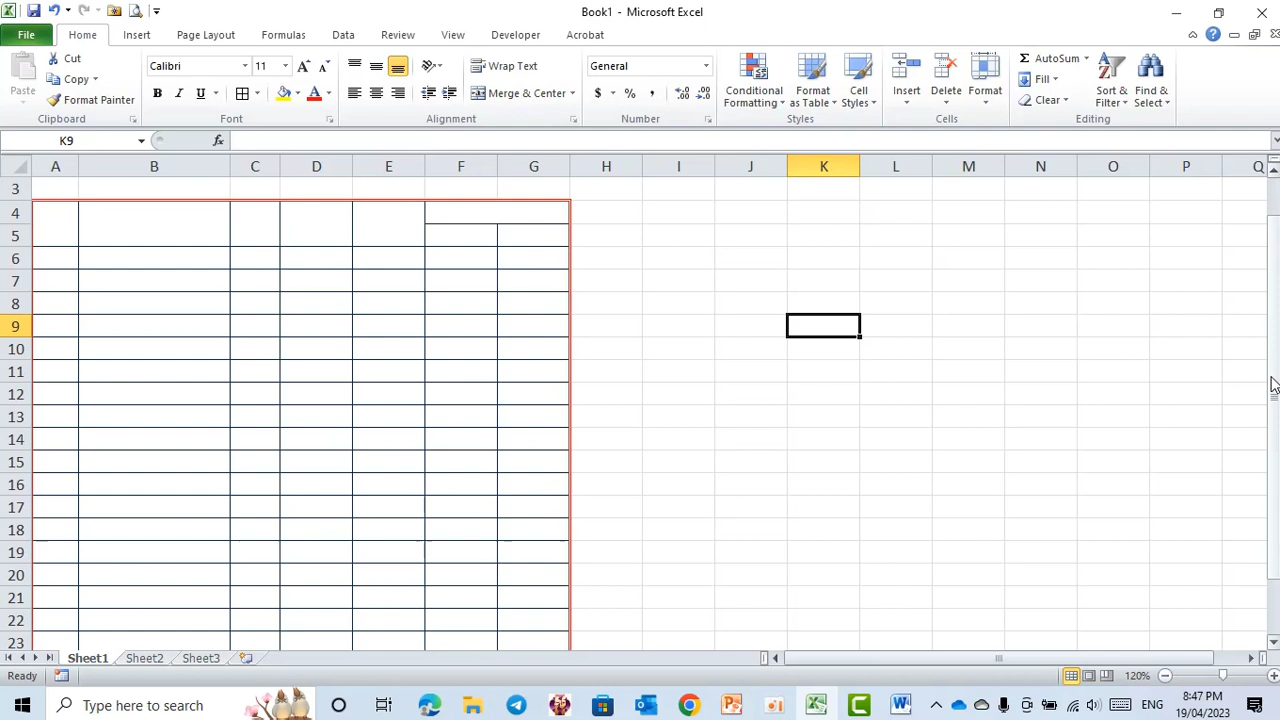 Book1 - Microsoft Excel
File Home Insert Page Layout Formulas Data Review View Developer Acrobat
Paste
Cut
Copy
Format Painter
Clipboard
Calibri 11
B I U A
Font
Wrap Text
Merge & Center
Alignment
General
$ % ,
Number
Conditional Formatting
Format as Table
Cell Styles
Styles
Insert Delete Format
Cells
AutoSum
Fill
Clear
Sort & Filter
Find & Select
Editing
K9 fx
A B C D E F G H I J K L M N O P Q
3
4
5
6
7
8
9
10
11
12
13
14
15
16
17
18
19
20
21
22
23
Sheet1 Sheet2 Sheet3
Ready 120%
Type here to search
ENG
8:47 PM
19/04/2023